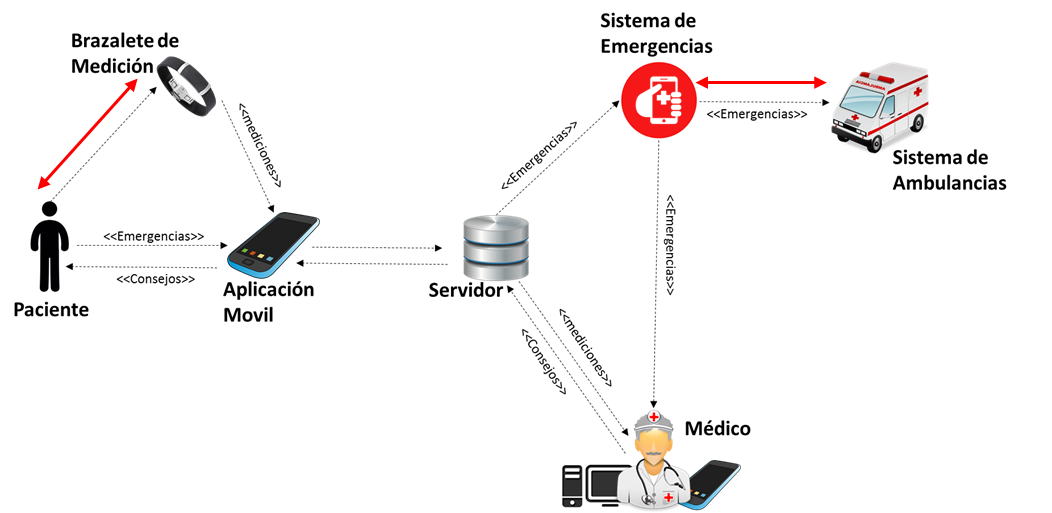 Brazalete de
Medición
Sistema de
Emergencias
<<mediciones>>
<<Emergencias>>
<<Emergencias>>
AMBULANCIA
Sistema de
Ambulancias
<<Emergencias>>
<<Emergencias>>
<<Consejos>>
Paciente
Aplicación
Movil
Servidor
<<mediciones>>
<<Consejos>>
Médico